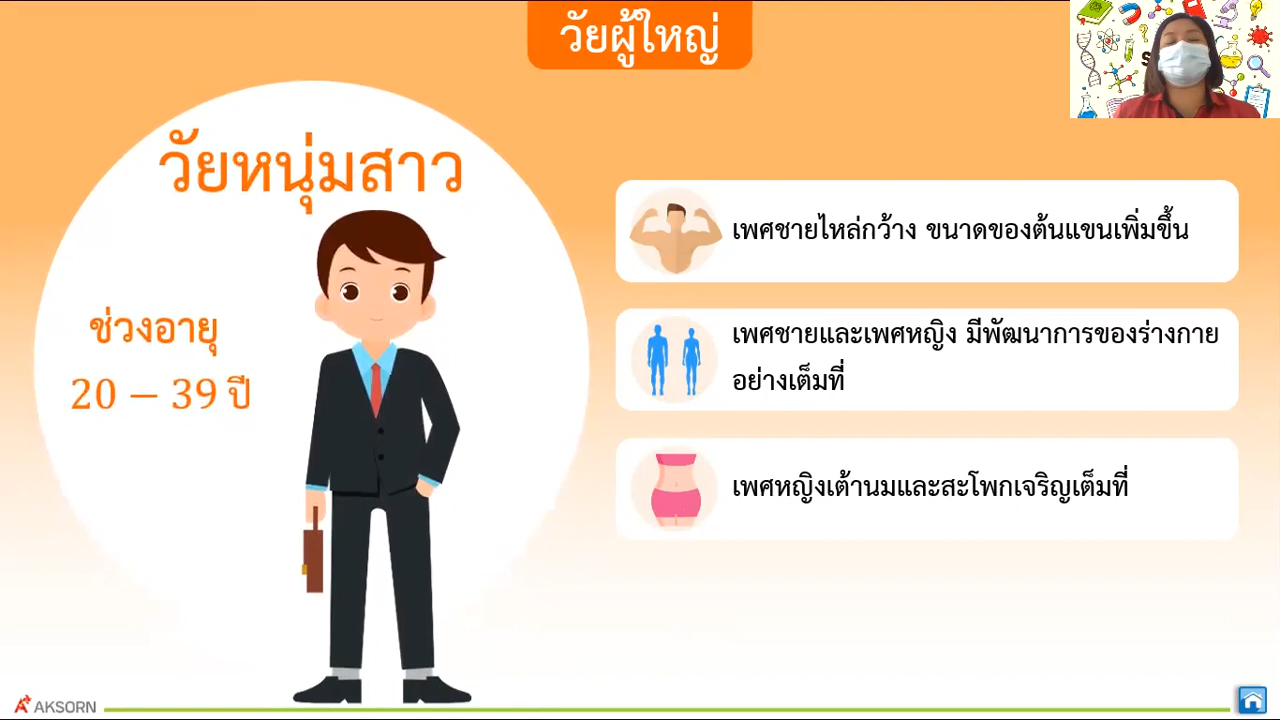 วัยผู้ใหญ่
วัยหนุ่มสาว
ช่วงอายุ
20 – 39 ปี
เพศชายไหล่กว้าง ขนาดของต้นแขนเพิ่มขึ้น
เพศชายและเพศหญิง มีพัฒนาการของร่างกาย
อย่างเต็มที่
เพศหญิงเต้านมและสะโพกเจริญเต็มที่
AKSORN